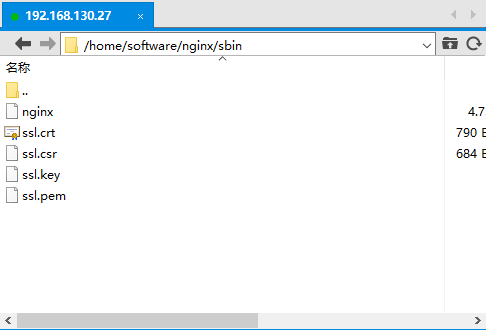 192.168.130.27 ×
/home/software/nginx/sbin
名称
..
nginx 4.7
ssl.crt 790 B
ssl.csr 684 B
ssl.key
ssl.pem